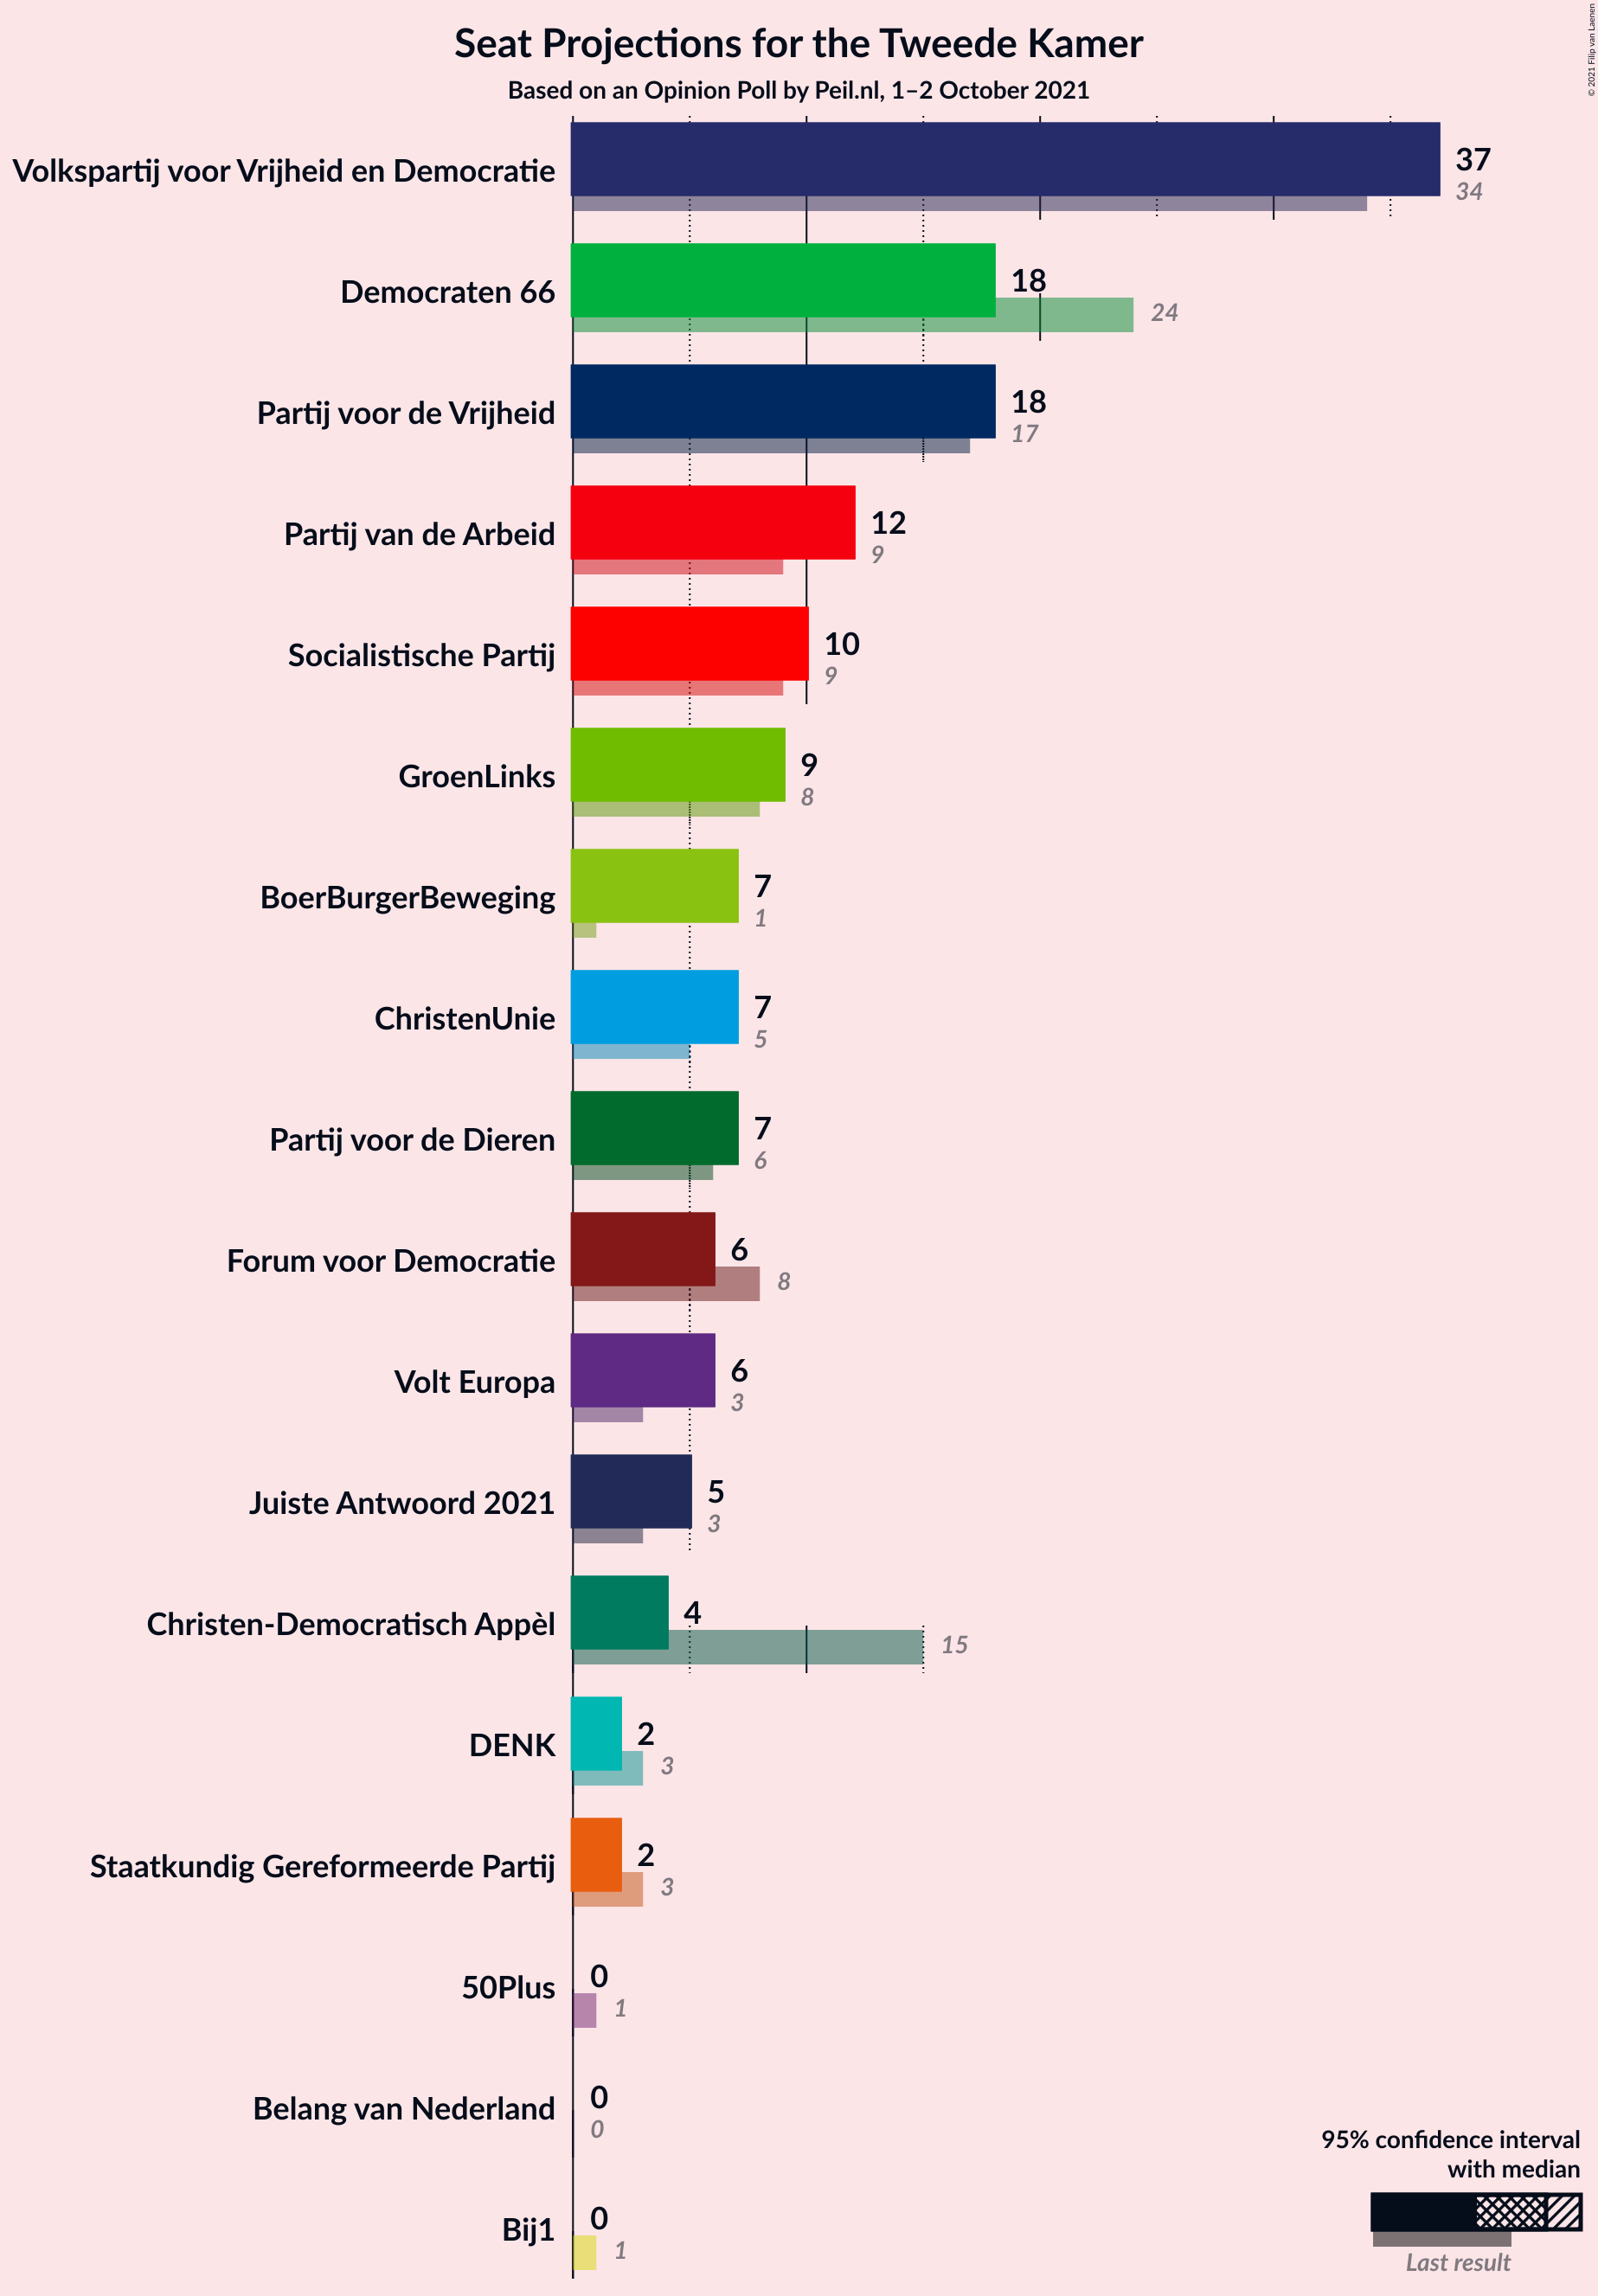 Seat Projections for the Tweede Kamer
Based on an Opinion Poll by Peil.nl, 1–2 October 2021
© 2021 Filip van Laenen
Volkspartij voor Vrijheid en Democratie
37
34
Democraten 66
18
24
Partij voor de Vrijheid
18
17
Partij van de Arbeid
12
9
Socialistische Partij
10
9
GroenLinks
9
8
BoerBurgerBeweging
7
1
ChristenUnie
7
5
Partij voor de Dieren
7
6
Forum voor Democratie
6
8
Volt Europa
6
3
Juiste Antwoord 2021
5
3
Christen-Democratisch Appèl
4
15
DENK
2
3
Staatkundig Gereformeerde Partij
2
3
50Plus
0
1
Belang van Nederland
0
0
Bij1
0
1
95% confidence interval
with median
Last result